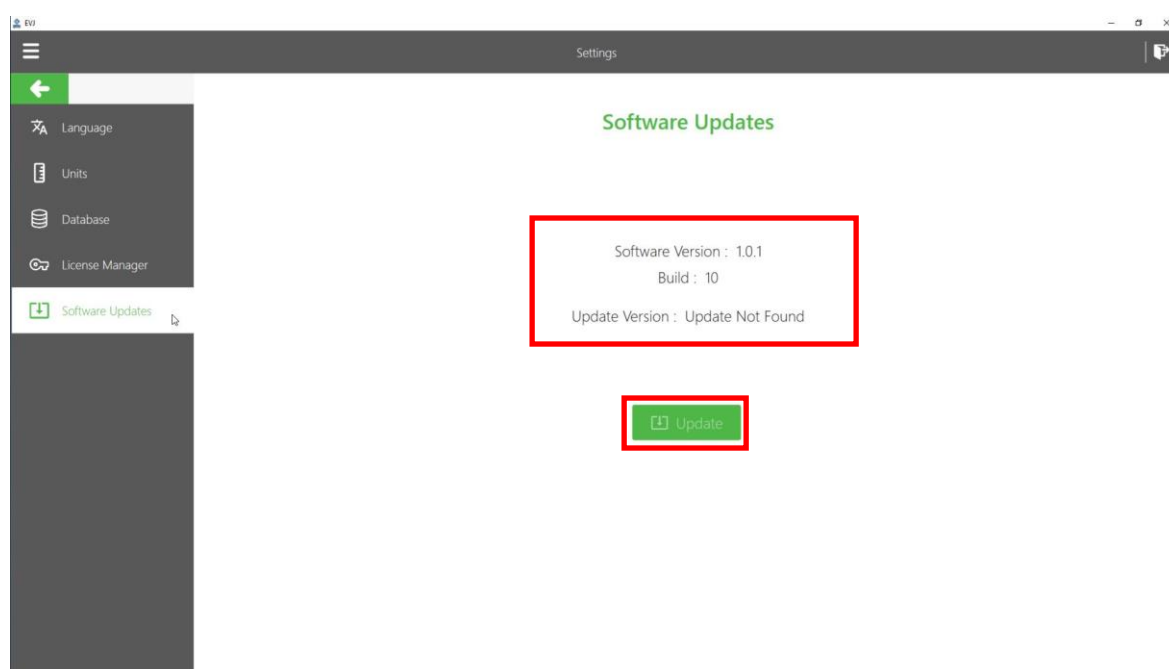 EVJ
Settings
Language
Units
Database
License Manager
Software Updates
Software Updates
Software Version : 1.0.1
Build : 10
Update Version : Update Not Found
Update